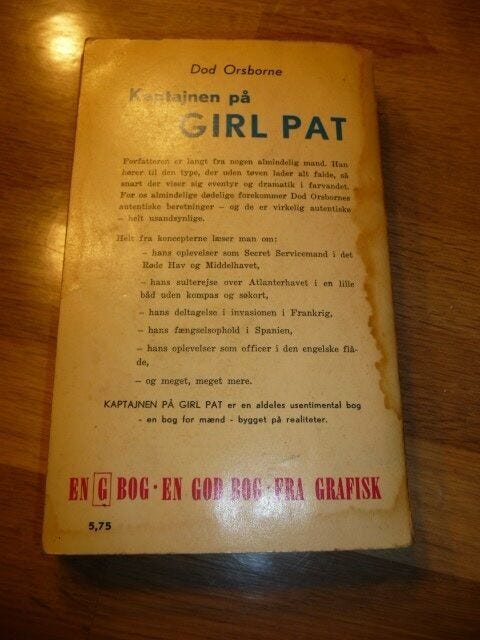 Dod Orsborne
Kaptajnen på
GIRL PAT
Forfatteren er langt fra nogen almindelig mand. Han
hører til den type, der uden tøven lader alt falde, så
snart der viser sig eventyr og dramatik i farvandet.
For os almindelige dødelige forekommer Dod Orsbornes
autentiske beretninger – og de er virkelig autentiske
– helt usandsynlige.
Helt fra koncepterne læser man om:
– hans oplevelser som Secret Servicemand i det
Røde Hav og Middelhavet,
– hans sulterejse over Atlanterhavet i en lille
båd uden kompas og søkort,
– hans deltagelse i invasionen i Frankrig,
– hans fængselsophold i Spanien,
– hans oplevelser som officer i den engelske flå-
de,
– og meget, meget mere.
KAPTAJNEN PÅ GIRL PAT er en aldeles usentimental bog
- en bog for mænd - bygget på realiteter.
EN G BOG · EN GOD BOG · FRA GRAFISK
5,75